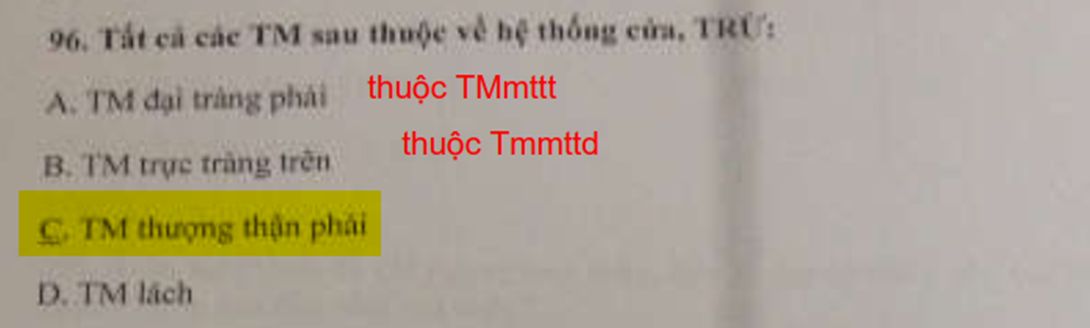 96. Tất cả các TM sau thuộc về hệ thống cửa, TRỪ:
A. TM đại tràng phải thuộc TMmttt
thuộc Tmmttd
B. TM trực tràng trên
C. TM thượng thận phải
D. TM lách